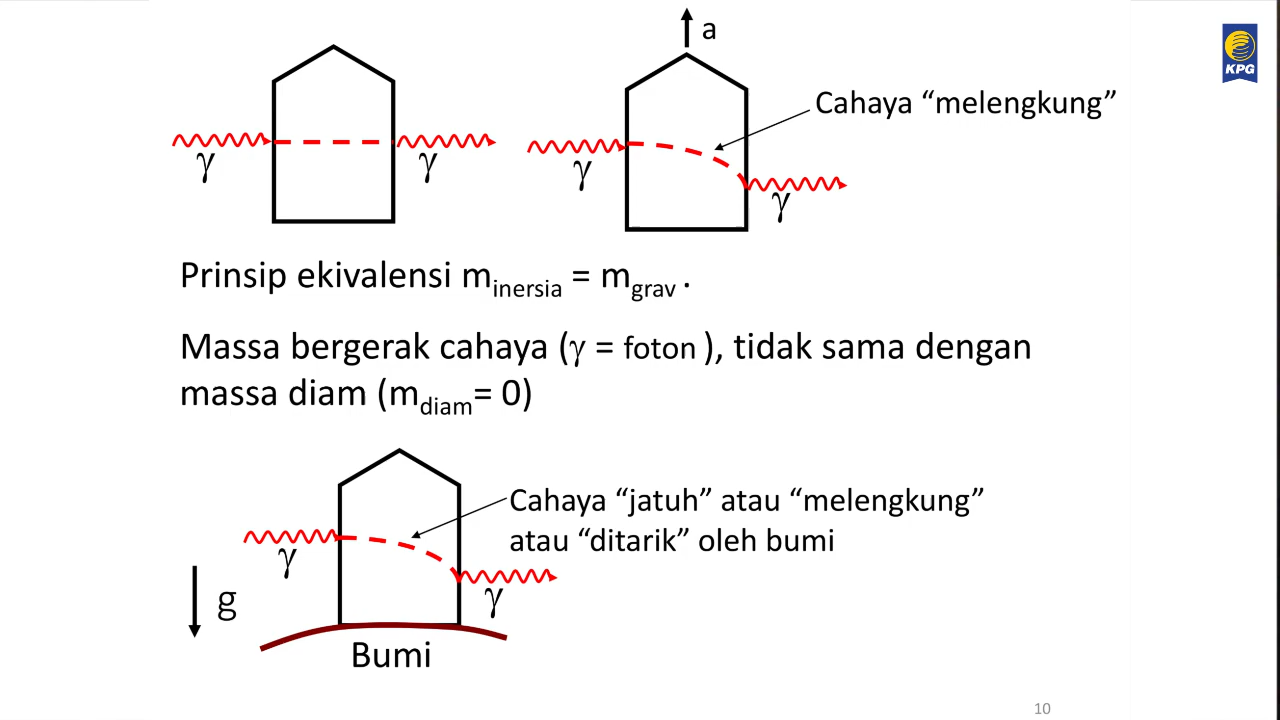 a
KPG
Cahaya “melengkung”
γ
γ
γ
γ
Prinsip ekivalensi m_inersia = m_grav .
Massa bergerak cahaya (γ = foton ), tidak sama dengan
massa diam (m_diam= 0)
Cahaya “jatuh” atau “melengkung”
atau “ditarik” oleh bumi
γ
γ
g
Bumi
10